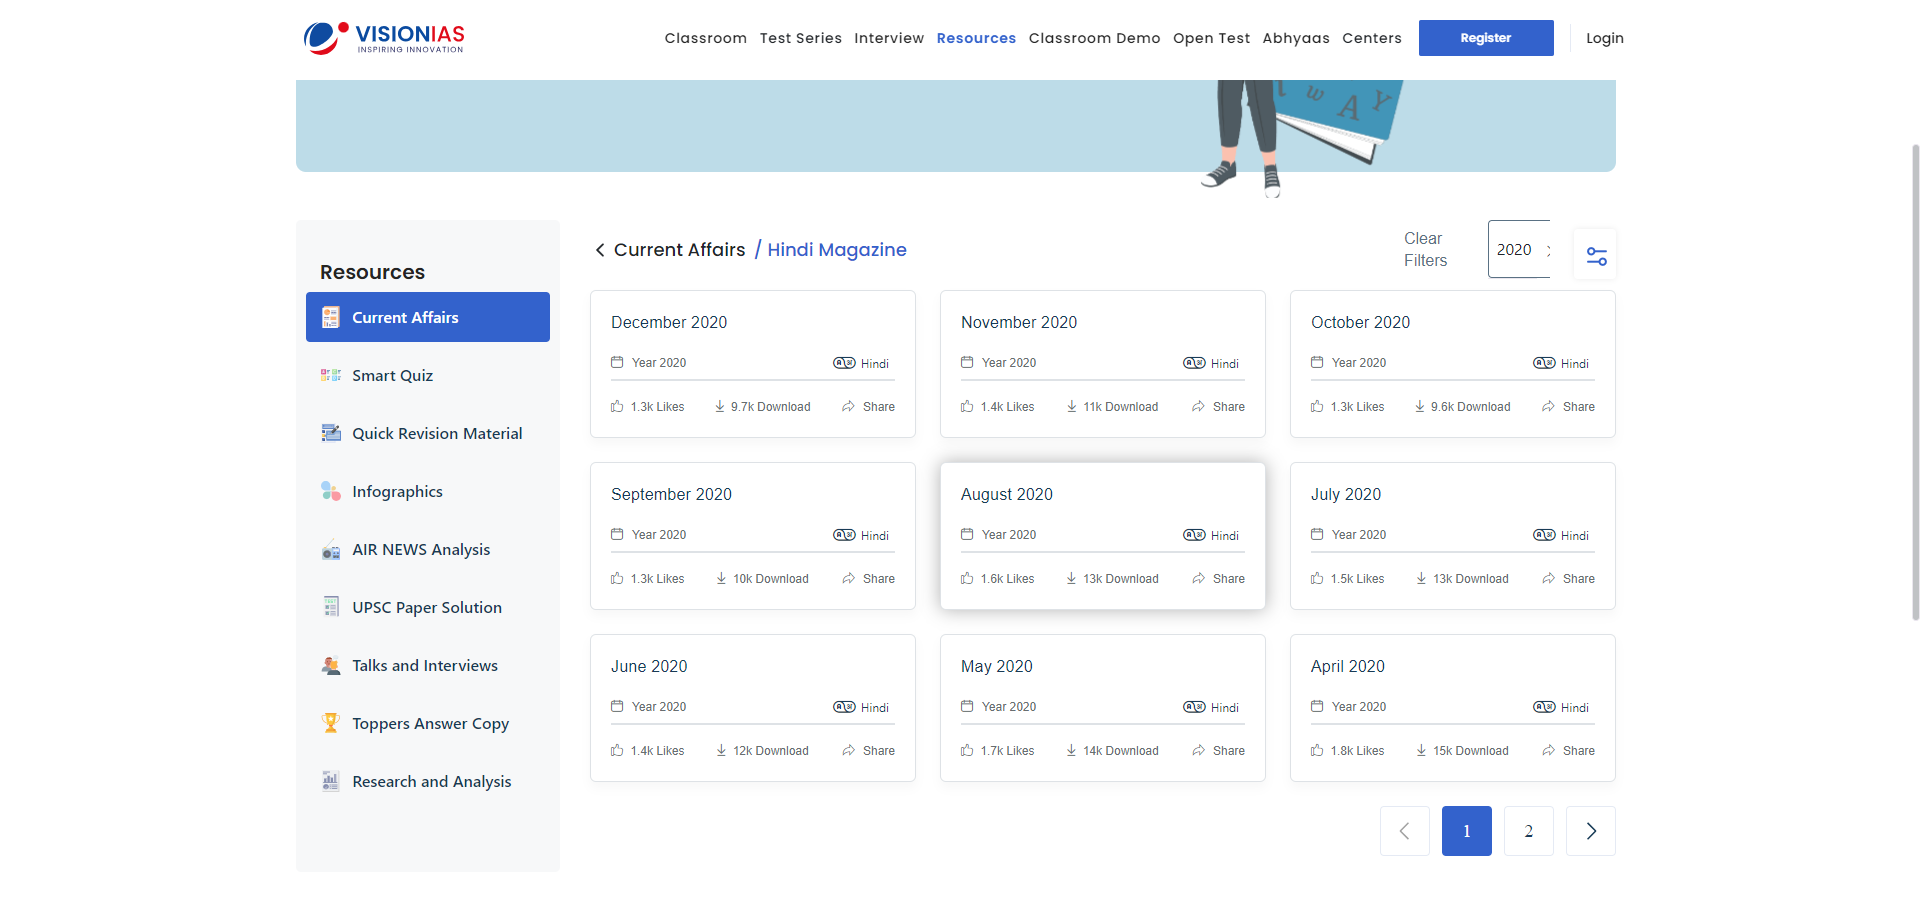 VISIONIAS
INSPIRING INNOVATION
Classroom Test Series Interview Resources Classroom Demo Open Test Abhyaas Centers Register Login
w A Y
Resources
Current Affairs
Smart Quiz
Quick Revision Material
Infographics
AIR NEWS Analysis
UPSC Paper Solution
Talks and Interviews
Toppers Answer Copy
Research and Analysis
Current Affairs / Hindi Magazine
Clear
Filters
2020
December 2020
Year 2020 Hindi
1.3k Likes 9.7k Download Share
November 2020
Year 2020 Hindi
1.4k Likes 11k Download Share
October 2020
Year 2020 Hindi
1.3k Likes 9.6k Download Share
September 2020
Year 2020 Hindi
1.3k Likes 10k Download Share
August 2020
Year 2020 Hindi
1.6k Likes 13k Download Share
July 2020
Year 2020 Hindi
1.5k Likes 13k Download Share
June 2020
Year 2020 Hindi
1.4k Likes 12k Download Share
May 2020
Year 2020 Hindi
1.7k Likes 14k Download Share
April 2020
Year 2020 Hindi
1.8k Likes 15k Download Share
1 2